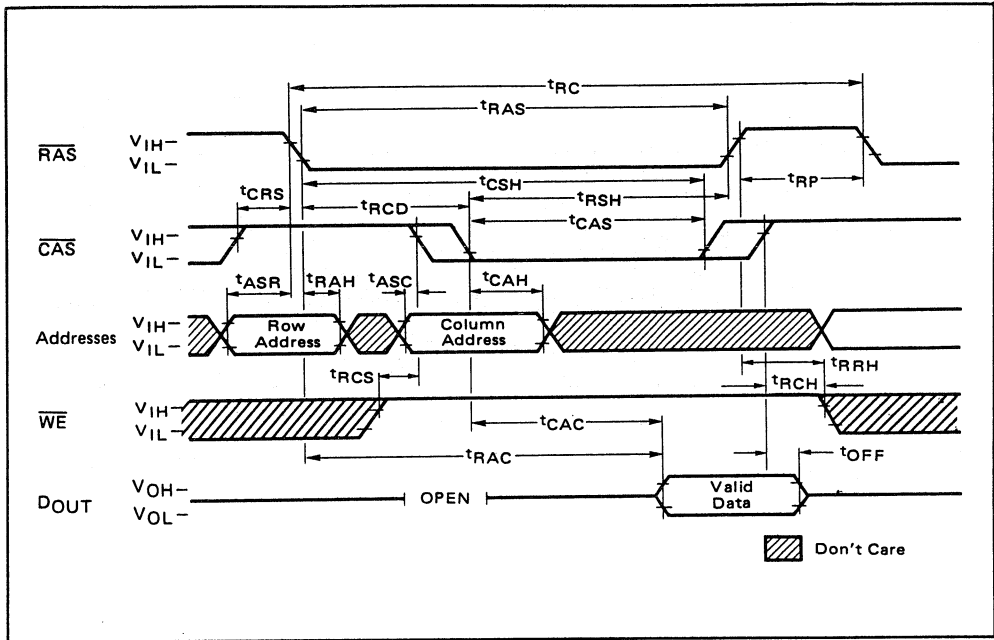 tRC
tRAS
RAS
VIH–
VIL–
tCRS
tCSH
tRSH
tRP
tRCD
tCAS
CAS
VIH–
VIL–
tASR
tRAH
tASC
tCAH
Addresses
VIH–
VIL–
Row
Address
Column
Address
tRCS
tRRH
tRCH
WE
VIH–
VIL–
tCAC
tRAC
tOFF
DOUT
VOH–
VOL–
OPEN
Valid
Data
Don't Care